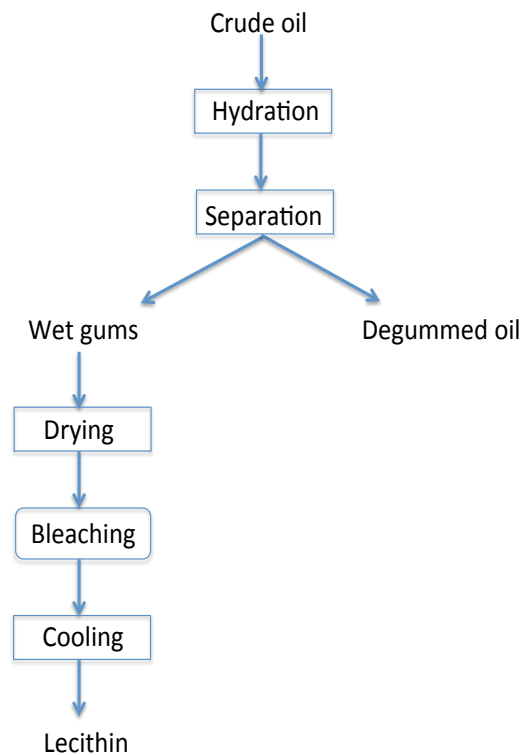 Crude oil
Hydration
Separation
Wet gums
Degummed oil
Drying
Bleaching
Cooling
Lecithin